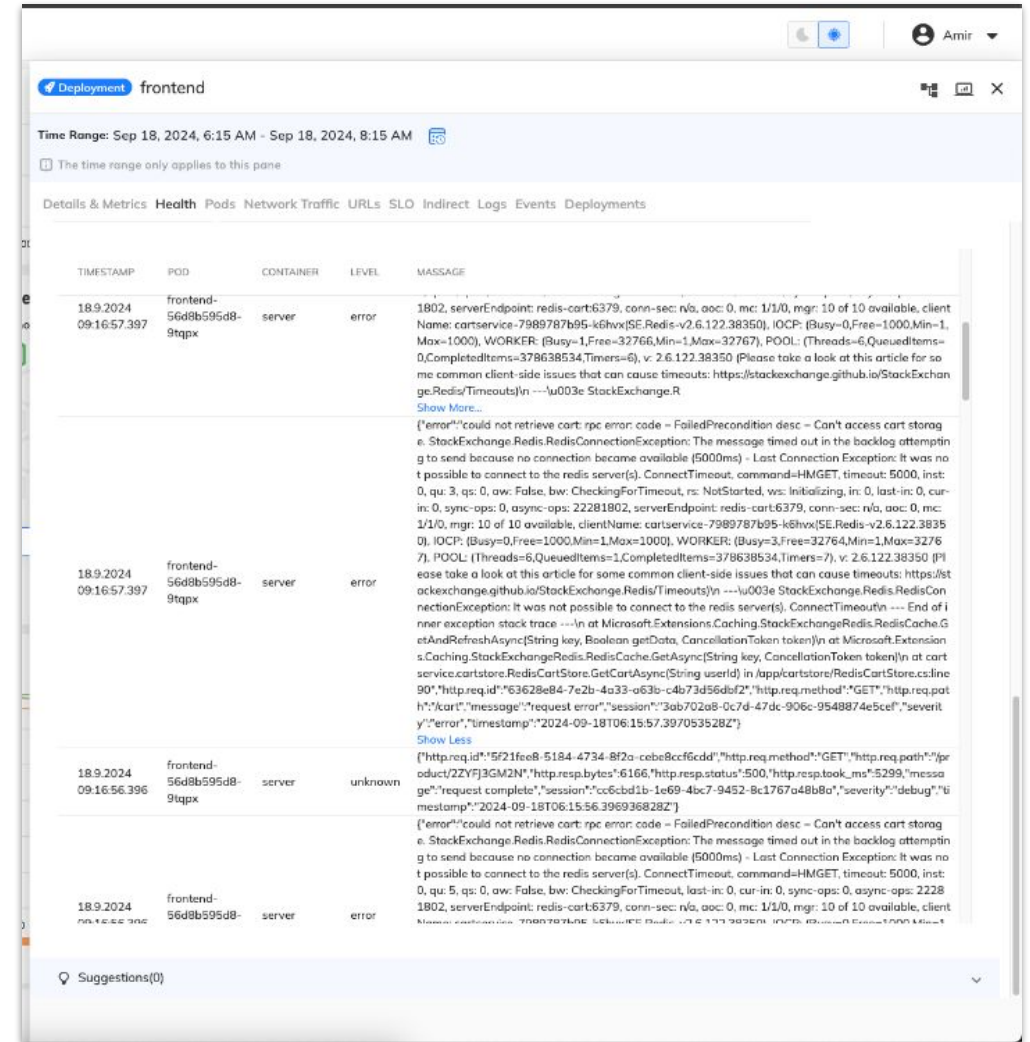 Amir
Deployment frontend
Time Range: Sep 18, 2024, 6:15 AM - Sep 18, 2024, 8:15 AM
The time range only applies to this pane
Details & Metrics Health Pods Network Traffic URLs SLO Indirect Logs Events Deployments
TIMESTAMP POD CONTAINER LEVEL MASSAGE
18.9.2024
09:16:57.397
frontend-
56d8b595d8-
9tqpx
server
error
1802, serverEndpoint: redis-cart:6379, conn-sec: n/a, aoc: 0, mc: 1/1/0, mgr: 10 of 10 available, client
Name: cartservice-7989787b95-k6hvx(SE.Redis-v2.6.122.38350), IOCP: (Busy=0,Free=1000,Min=1,
Max=1000), WORKER: (Busy=1,Free=32766,Min=1,Max=32767), POOL: (Threads=6,QueuedItems=
0,CompletedItems=378638534,Timers=6), v: 2.6.122.38350 (Please take a look at this article for so
me common client-side issues that can cause timeouts: https://stackexchange.github.io/StackExchan
ge.Redis/Timeouts)\n ---\u003e StackExchange.R
Show More...
18.9.2024
09:16:57.397
frontend-
56d8b595d8-
9tqpx
server
error
{"error":"could not retrieve cart: rpc error: code = FailedPrecondition desc = Can't access cart storag
e. StackExchange.Redis.RedisConnectionException: The message timed out in the backlog attemptin
g to send because no connection became available (5000ms) - Last Connection Exception: It was no
t possible to connect to the redis server(s). ConnectTimeout, command=HMGET, timeout: 5000, inst:
0, qu: 3, qs: 0, aw: False, bw: CheckingForTimeout, rs: NotStarted, ws: Initializing, in: 0, last-in: 0, cur-
in: 0, sync-ops: 0, async-ops: 22281802, serverEndpoint: redis-cart:6379, conn-sec: n/a, aoc: 0, mc:
1/1/0, mgr: 10 of 10 available, clientName: cartservice-7989787b95-k6hvx(SE.Redis-v2.6.122.3835
0), IOCP: (Busy=0,Free=1000,Min=1,Max=1000), WORKER: (Busy=3,Free=32764,Min=1,Max=3276
7), POOL: (Threads=6,QueuedItems=1,CompletedItems=378638534,Timers=7), v: 2.6.122.38350 (Pl
ease take a look at this article for some common client-side issues that can cause timeouts: https://st
ackexchange.github.io/StackExchange.Redis/Timeouts)\n ---\u003e StackExchange.Redis.RedisCon
nectionException: It was not possible to connect to the redis server(s). ConnectTimeout\n --- End of i
nner exception stack trace ---\n at Microsoft.Extensions.Caching.StackExchangeRedis.RedisCache.G
etAndRefreshAsync(String key, Boolean getData, CancellationToken token)\n at Microsoft.Extension
s.Caching.StackExchangeRedis.RedisCache.GetAsync(String key, CancellationToken token)\n at cart
service.cartstore.RedisCartStore.GetCartAsync(String userId) in /app/cartstore/RedisCartStore.cs:line
90","http.req.id":"63628e84-7e2b-4a33-a63b-c4b73d56dbf2","http.req.method":"GET","http.req.pat
h":"/cart","message":"request error","session":"3ab702a8-0c7d-47dc-906c-9548874e5cef","severit
y":"error","timestamp":"2024-09-18T06:15:57.397053528Z"}
Show Less
18.9.2024
09:16:56.396
frontend-
56d8b595d8-
9tqpx
server
unknown
{"http.req.id":"5f21fee8-5184-4734-8f2a-cebe8ccf6cdd","http.req.method":"GET","http.req.path":"/pr
oduct/2ZYFJ3GM2N","http.resp.bytes":6166,"http.resp.status":500,"http.resp.took_ms":5299,"messa
ge":"request complete","session":"cc6cbd1b-1e69-4bc7-9452-8c1767a48b8a","severity":"debug","ti
mestamp":"2024-09-18T06:15:56.396936828Z"}
18.9.2024
09:16:56.396
frontend-
56d8b595d8-
server
error
{"error":"could not retrieve cart: rpc error: code = FailedPrecondition desc = Can't access cart storag
e. StackExchange.Redis.RedisConnectionException: The message timed out in the backlog attemptin
g to send because no connection became available (5000ms) - Last Connection Exception: It was no
t possible to connect to the redis server(s). ConnectTimeout, command=HMGET, timeout: 5000, inst:
0, qu: 5, qs: 0, aw: False, bw: CheckingForTimeout, last-in: 0, cur-in: 0, sync-ops: 0, async-ops: 2228
1802, serverEndpoint: redis-cart:6379, conn-sec: n/a, aoc: 0, mc: 1/1/0, mgr: 10 of 10 available, client
Name: cartservice-7989787b95-k6hvx(SE.Redis-v2.6.122.38350), IOCP: (Busy=0,Free=1000,Min=1,
Suggestions(0)